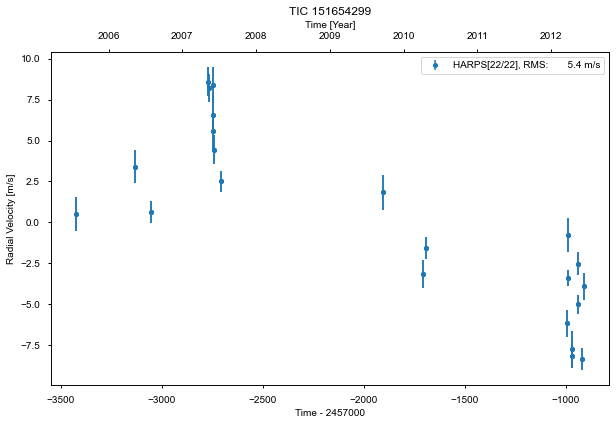 TIC 151654299
Time [Year]
2006 2007 2008 2009 2010 2011 2012
HARPS[22/22], RMS: 5.4 m/s
10.0
7.5
5.0
2.5
0.0
−2.5
−5.0
−7.5
Radial Velocity [m/s]
−3500 −3000 −2500 −2000 −1500 −1000
Time - 2457000